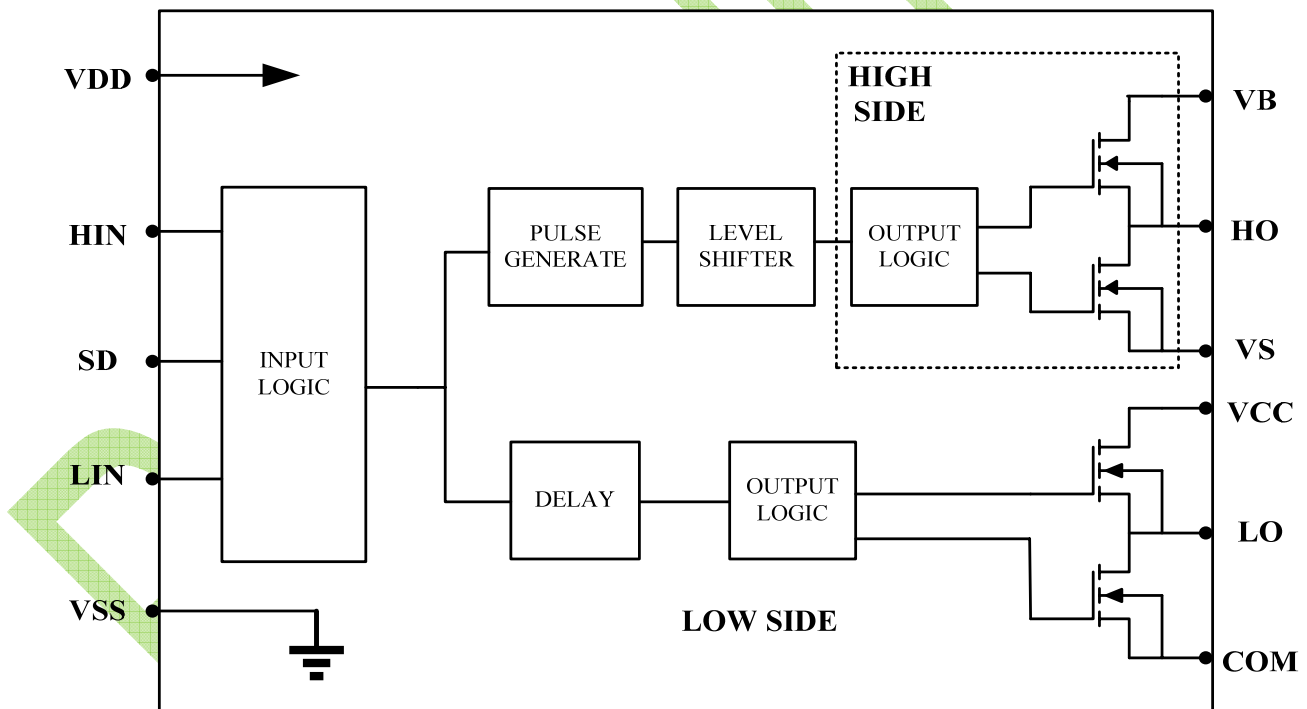 VDD
HIN
SD
LIN
VSS
INPUT
LOGIC
PULSE
GENERATE
LEVEL
SHIFTER
HIGH
SIDE
OUTPUT
LOGIC
DELAY
OUTPUT
LOGIC
LOW SIDE
VB
HO
VS
VCC
LO
COM